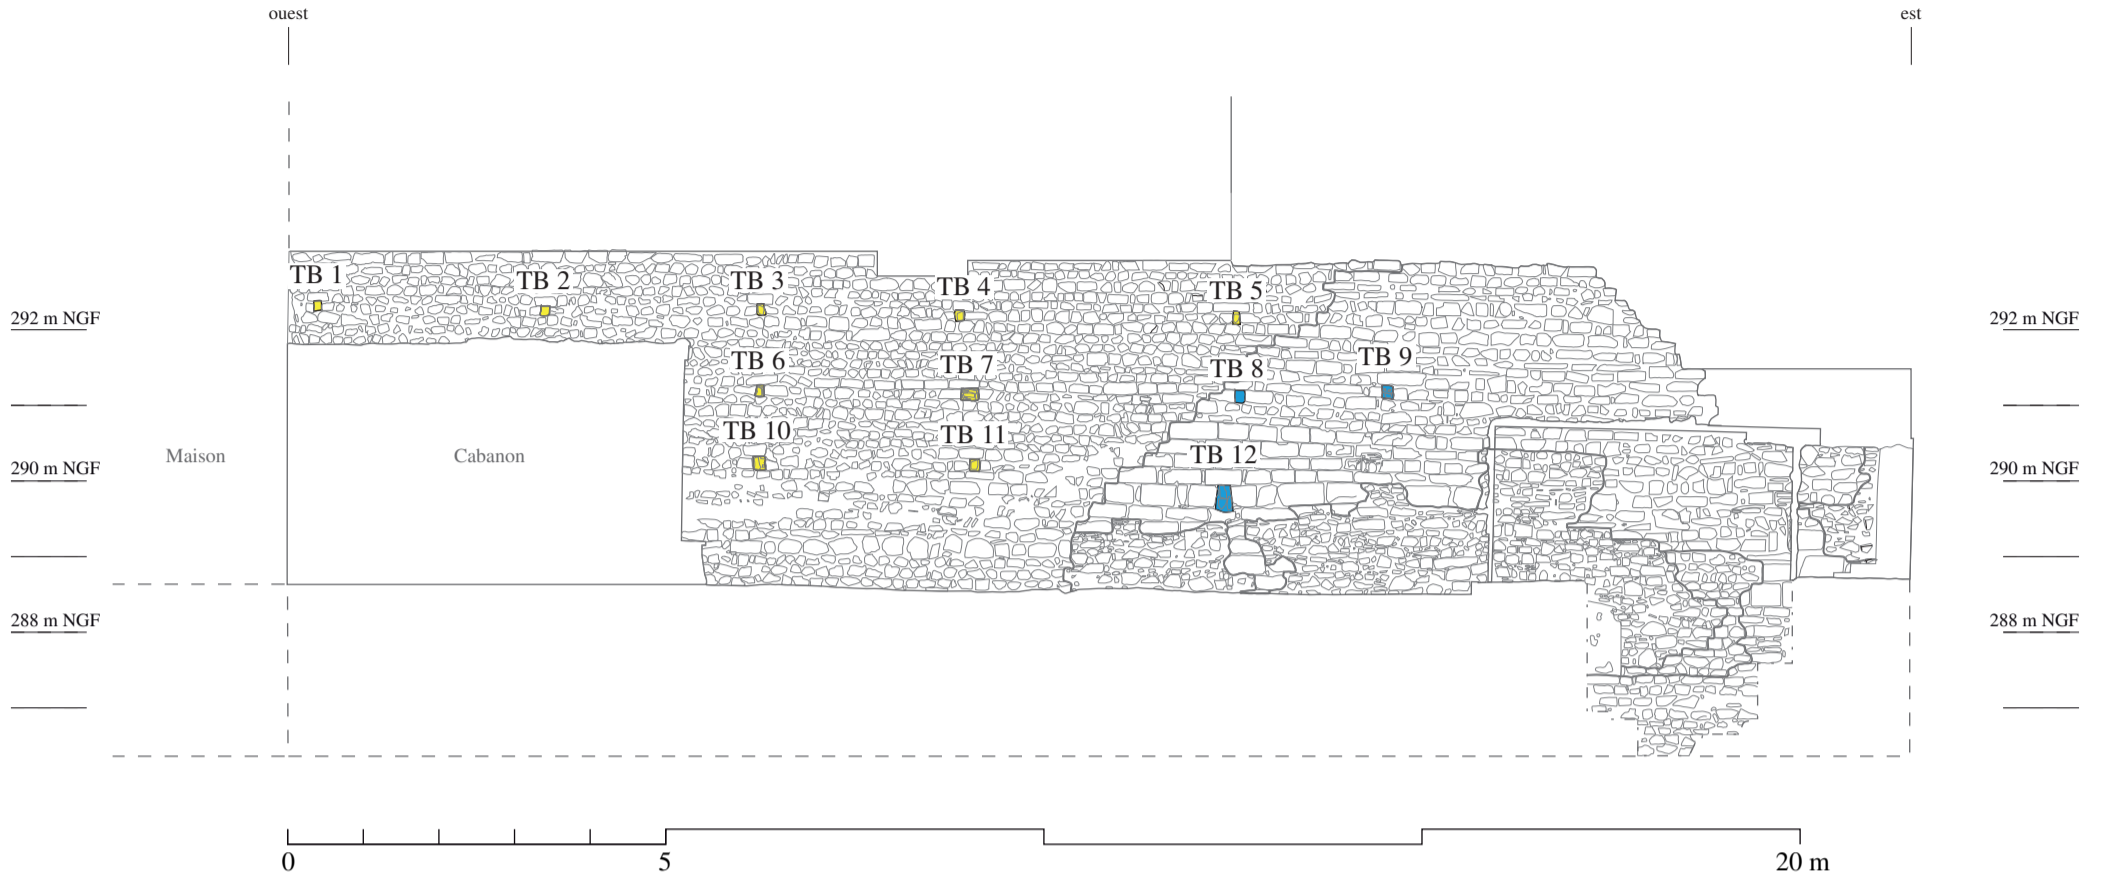 ouest
est
TB 1
TB 2
TB 3
TB 4
TB 5
292 m NGF
292 m NGF
TB 6
TB 7
TB 8
TB 9
TB 10
TB 11
TB 12
Maison
Cabanon
290 m NGF
290 m NGF
288 m NGF
288 m NGF
0
5
20 m